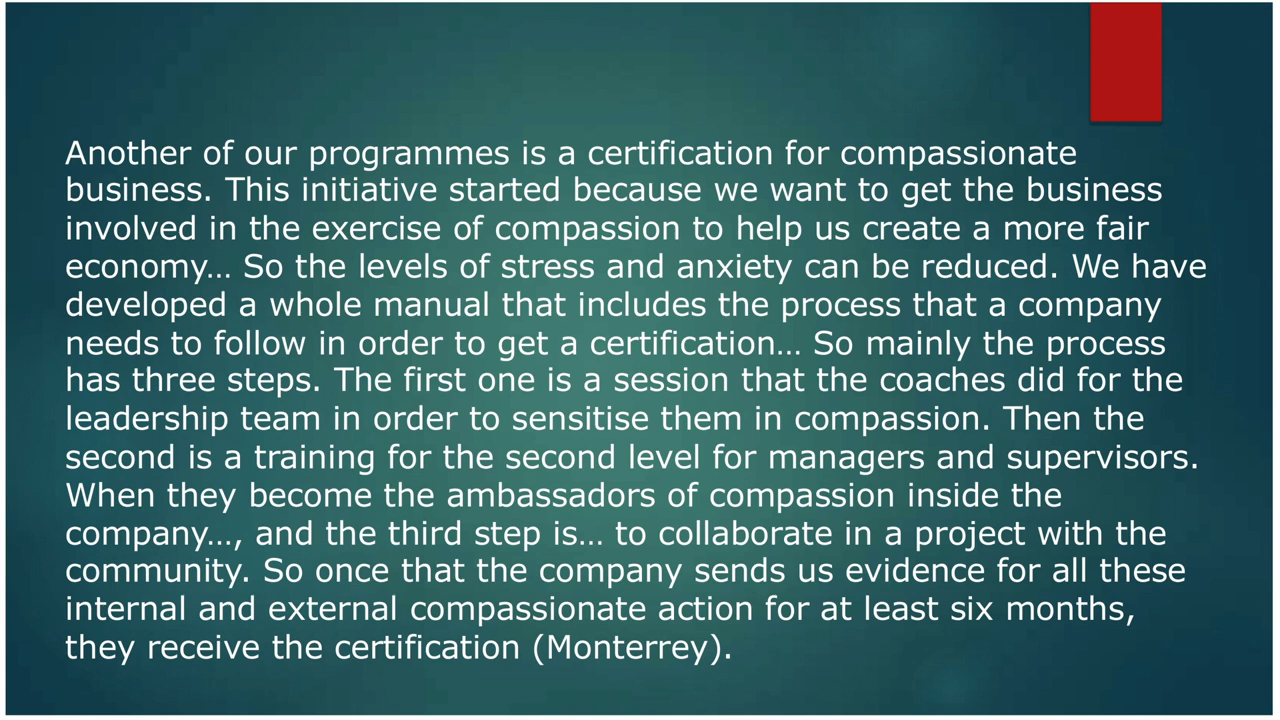 Another of our programmes is a certification for compassionate
business. This initiative started because we want to get the business
involved in the exercise of compassion to help us create a more fair
economy… So the levels of stress and anxiety can be reduced. We have
developed a whole manual that includes the process that a company
needs to follow in order to get a certification… So mainly the process
has three steps. The first one is a session that the coaches did for the
leadership team in order to sensitise them in compassion. Then the
second is a training for the second level for managers and supervisors.
When they become the ambassadors of compassion inside the
company…, and the third step is… to collaborate in a project with the
community. So once that the company sends us evidence for all these
internal and external compassionate action for at least six months,
they receive the certification (Monterrey).